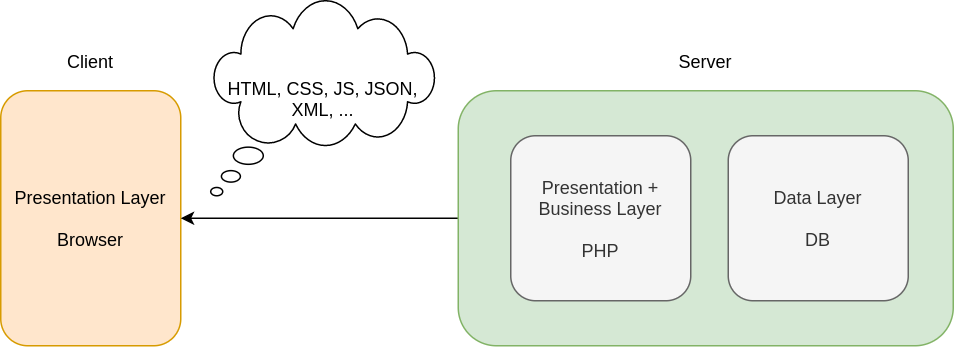 Client
Server
HTML, CSS, JS, JSON,
XML, ...
Presentation Layer
Browser
Presentation +
Business Layer
PHP
Data Layer
DB